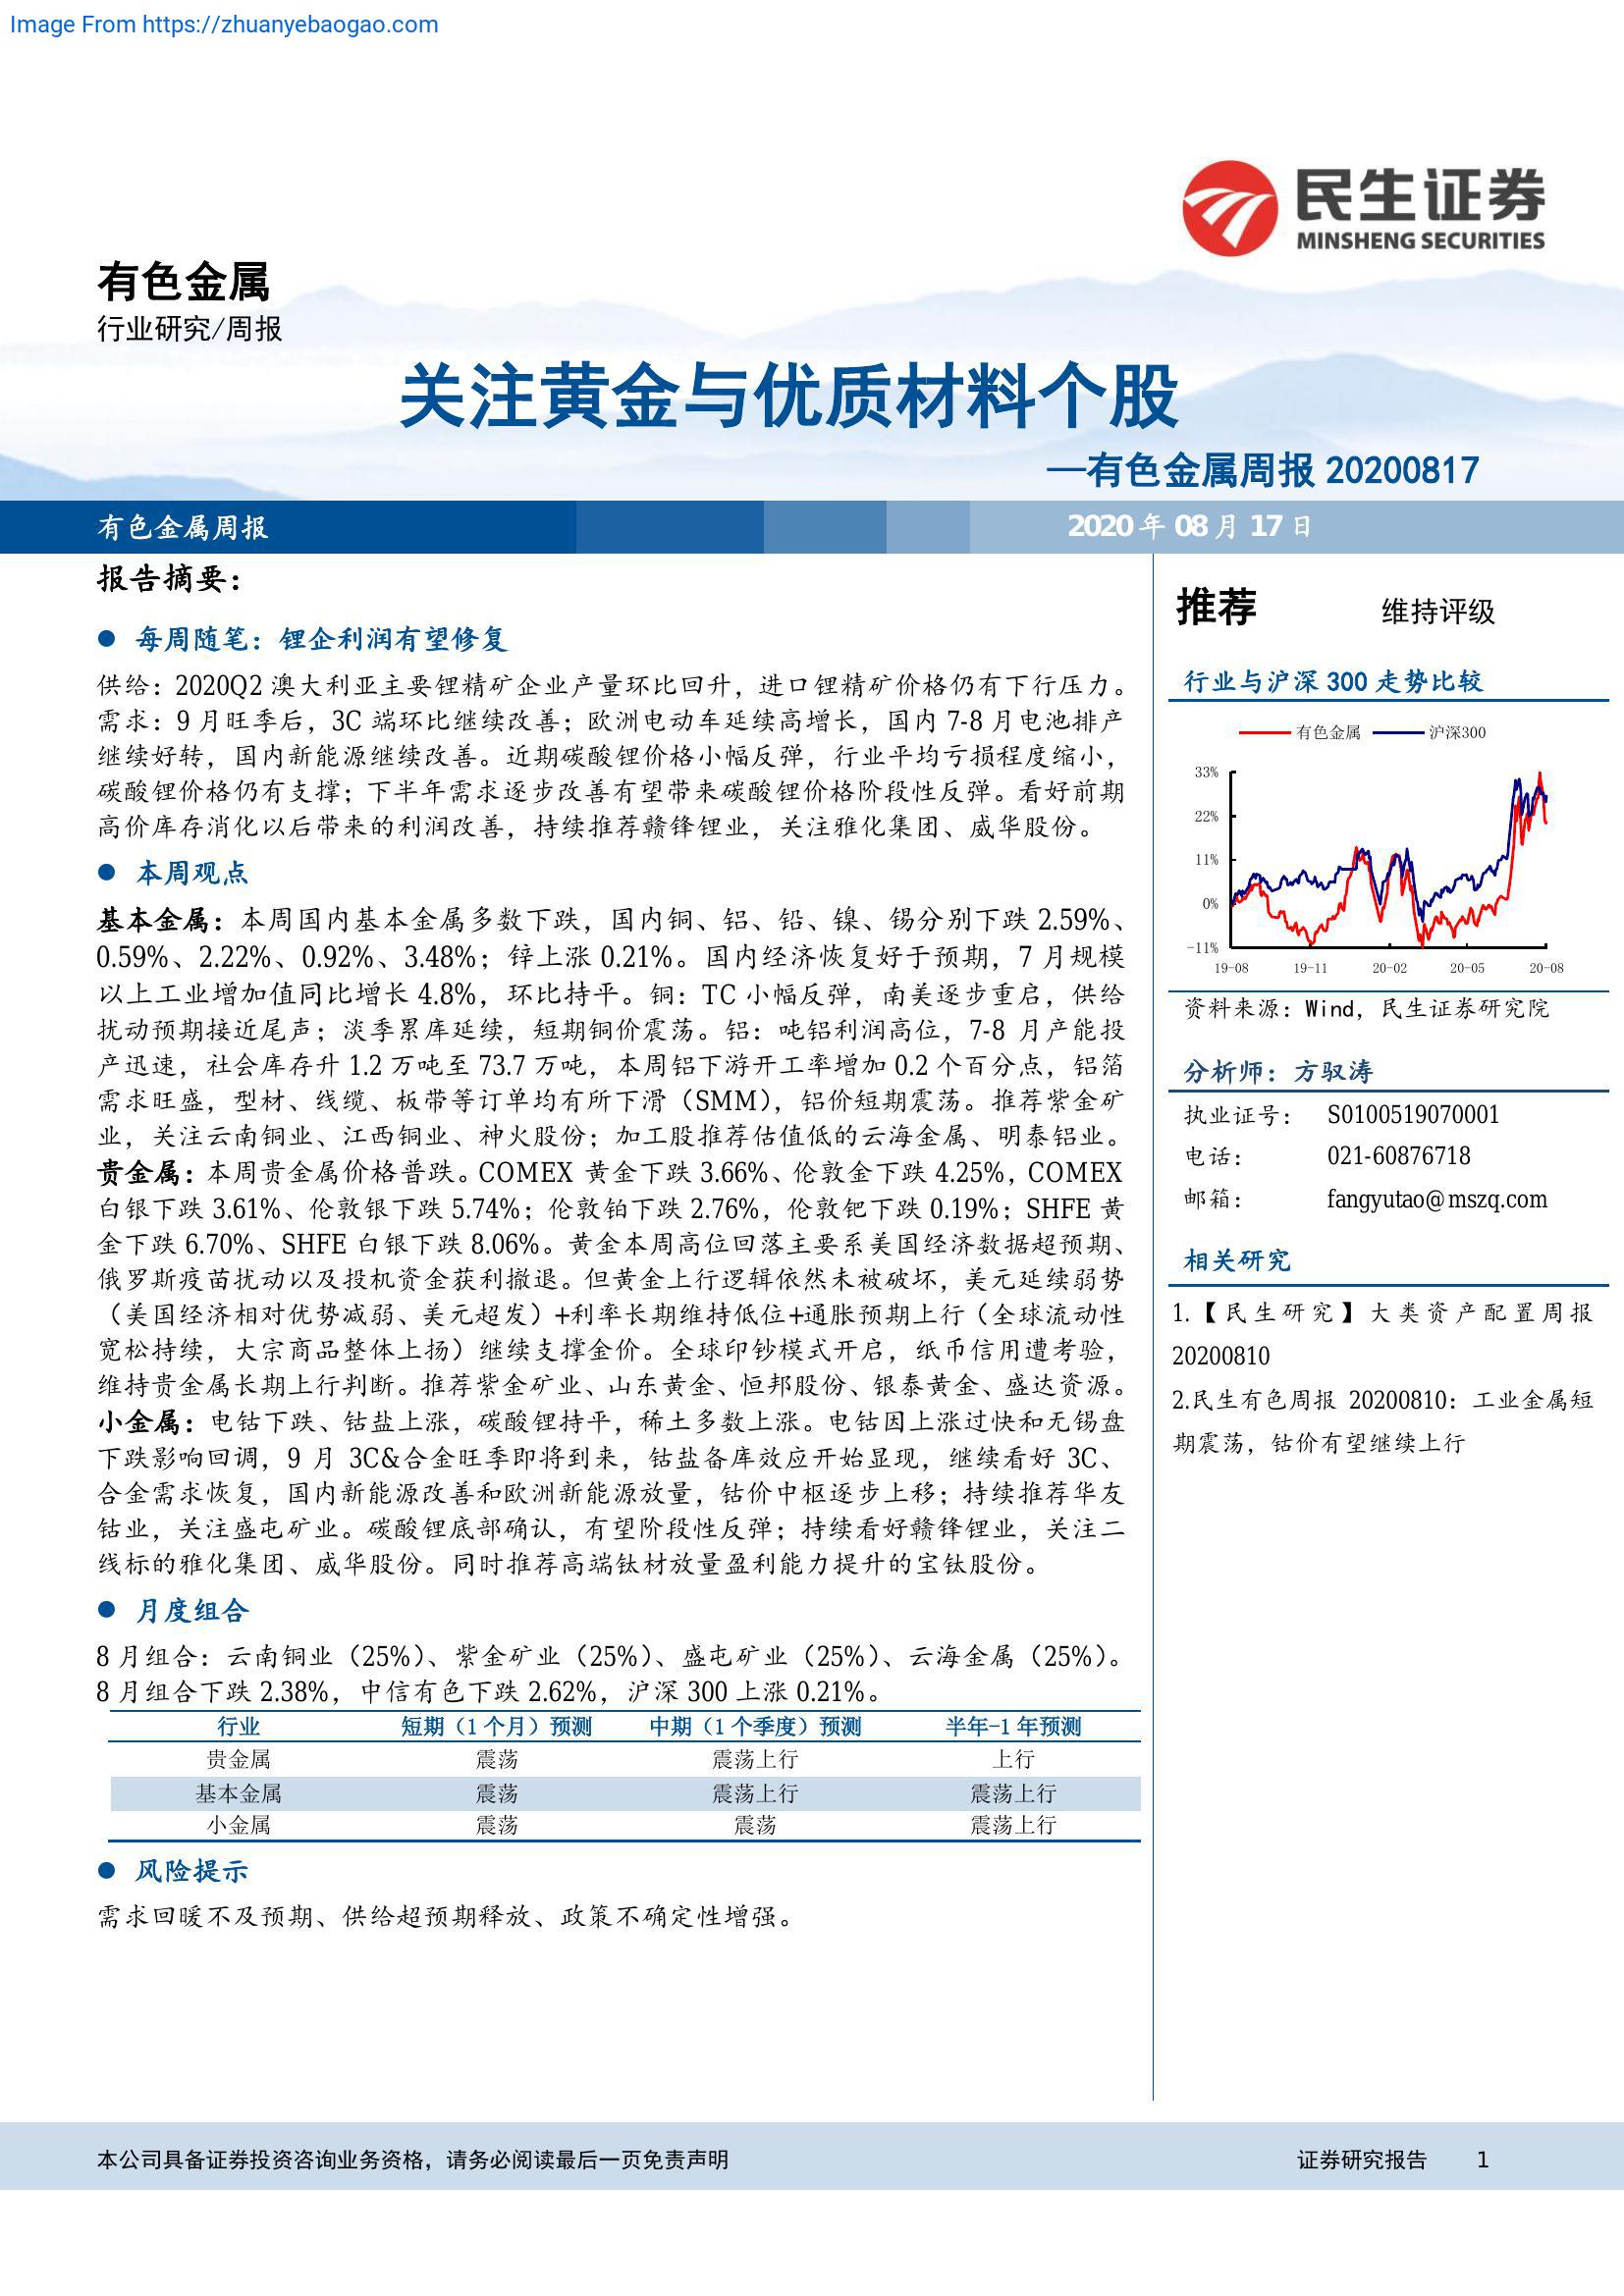 Image From https://zhuanyebaogao.com
民生证券
MINSHENG SECURITIES
有色金属
行业研究/周报
关注黄金与优质材料个股
—有色金属周报 20200817
有色金属周报
2020 年 08 月 17 日
报告摘要：
● 每周随笔：锂企利润有望修复
供给：2020Q2 澳大利亚主要锂精矿企业产量环比回升，进口锂精矿价格仍有下行压力。
需求：9 月旺季后，3C 端环比继续改善；欧洲电动车延续高增长，国内 7-8 月电池排产
继续好转，国内新能源继续改善。近期碳酸锂价格小幅反弹，行业平均亏损程度缩小，
碳酸锂价格仍有支撑；下半年需求逐步改善有望带来碳酸锂价格阶段性反弹。看好前期
高价库存消化以后带来的利润改善，持续推荐赣锋锂业，关注雅化集团、威华股份。
● 本周观点
基本金属：本周国内基本金属多数下跌，国内铜、铝、铅、镍、锡分别下跌 2.59%、
0.59%、2.22%、0.92%、3.48%；锌上涨 0.21%。国内经济恢复好于预期，7 月规模
以上工业增加值同比增长 4.8%，环比持平。铜：TC 小幅反弹，南美逐步重启，供给
扰动预期接近尾声；淡季累库延续，短期铜价震荡。铝：吨铝利润高位，7-8 月产能投
产迅速，社会库存升 1.2 万吨至 73.7 万吨，本周铝下游开工率增加 0.2 个百分点，铝箔
需求旺盛，型材、线缆、板带等订单均有所下滑（SMM），铝价短期震荡。推荐紫金矿
业，关注云南铜业、江西铜业、神火股份；加工股推荐估值低的云海金属、明泰铝业。
贵金属：本周贵金属价格普跌。COMEX 黄金下跌 3.66%、伦敦金下跌 4.25%，COMEX
白银下跌 3.61%、伦敦银下跌 5.74%；伦敦铂下跌 2.76%，伦敦钯下跌 0.19%；SHFE 黄
金下跌 6.70%、SHFE 白银下跌 8.06%。黄金本周高位回落主要系美国经济数据超预期、
俄罗斯疫苗扰动以及投机资金获利撤退。但黄金上行逻辑依然未被破坏，美元延续弱势
（美国经济相对优势减弱、美元超发）+利率长期维持低位+通胀预期上行（全球流动性
宽松持续，大宗商品整体上扬）继续支撑金价。全球印钞模式开启，纸币信用遭考验，
维持贵金属长期上行判断。推荐紫金矿业、山东黄金、恒邦股份、银泰黄金、盛达资源。
小金属：电钴下跌、钴盐上涨，碳酸锂持平，稀土多数上涨。电钴因上涨过快和无锡盘
下跌影响回调，9 月 3C&合金旺季即将到来，钴盐备库效应开始显现，继续看好 3C、
合金需求恢复，国内新能源改善和欧洲新能源放量，钴价中枢逐步上移；持续推荐华友
钴业，关注盛屯矿业。碳酸锂底部确认，有望阶段性反弹；持续看好赣锋锂业，关注二
线标的雅化集团、威华股份。同时推荐高端钛材放量盈利能力提升的宝钛股份。
● 月度组合
8 月组合：云南铜业（25%）、紫金矿业（25%）、盛屯矿业（25%）、云海金属（25%）。
8 月组合下跌 2.38%，中信有色下跌 2.62%，沪深 300 上涨 0.21%。
行业 短期（1 个月）预测 中期（1 个季度）预测 半年-1 年预测
贵金属 震荡 震荡上行 上行
基本金属 震荡 震荡上行 震荡上行
小金属 震荡 震荡 震荡上行
● 风险提示
需求回暖不及预期、供给超预期释放、政策不确定性增强。
推荐 维持评级
行业与沪深 300 走势比较
有色金属 沪深300
33%
22%
11%
0%
-11%
19-08 19-11 20-02 20-05 20-08
资料来源：Wind，民生证券研究院
分析师：方驭涛
执业证号： S0100519070001
电话： 021-60876718
邮箱： fangyutao@mszq.com
相关研究
1.【民生研究】大类资产配置周报
20200810
2.民生有色周报 20200810：工业金属短
期震荡，钴价有望继续上行
本公司具备证券投资咨询业务资格，请务必阅读最后一页免责声明
证券研究报告 1